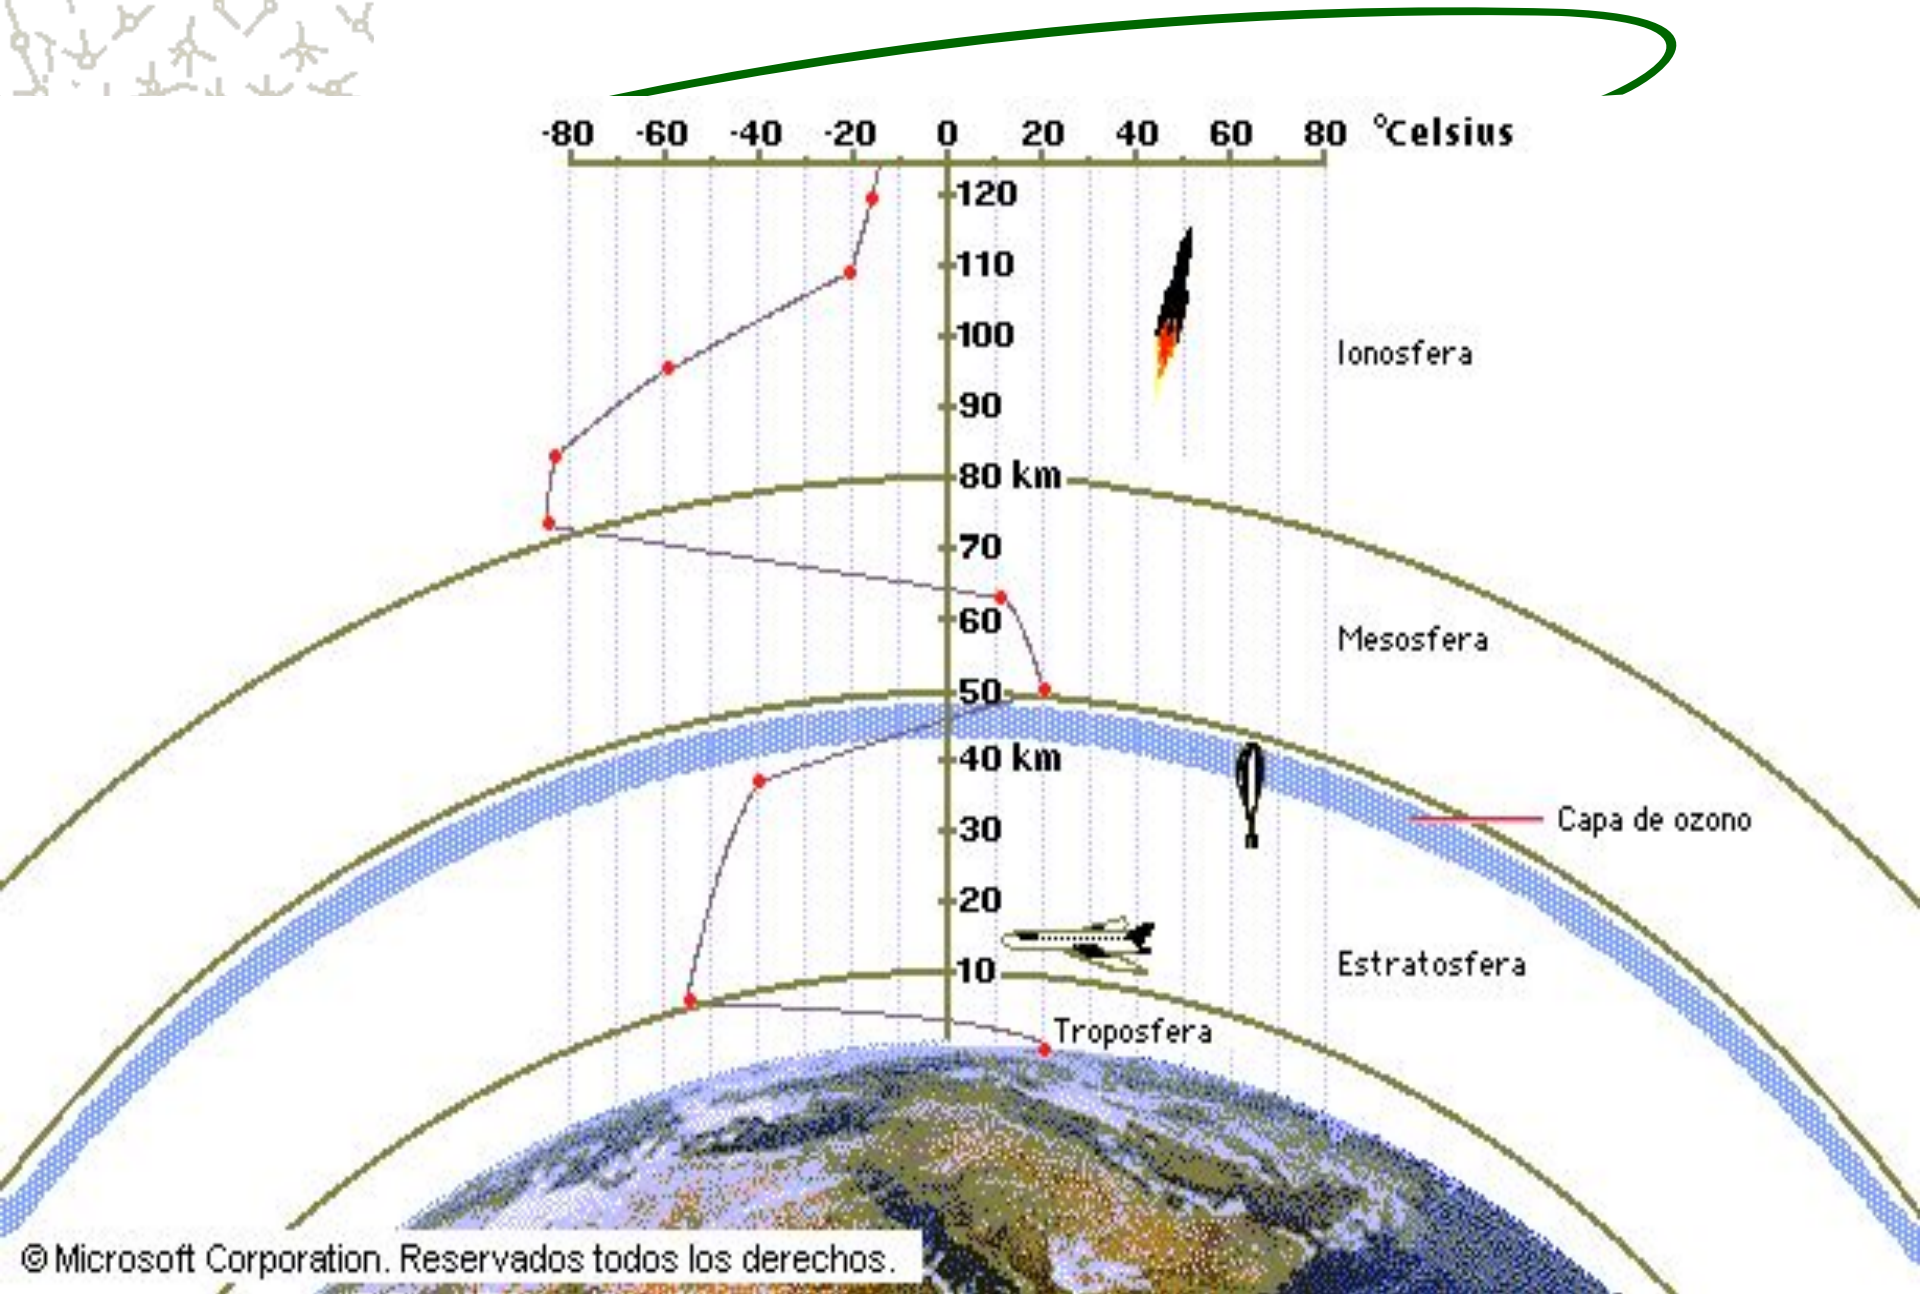 -80 -60 -40 -20 0 20 40 60 80 °Celsius
120
110
100
Ionosfera
90
80 km
70
60
Mesosfera
50
40 km
Capa de ozono
30
20
Estratosfera
10
Troposfera
© Microsoft Corporation. Reservados todos los derechos.